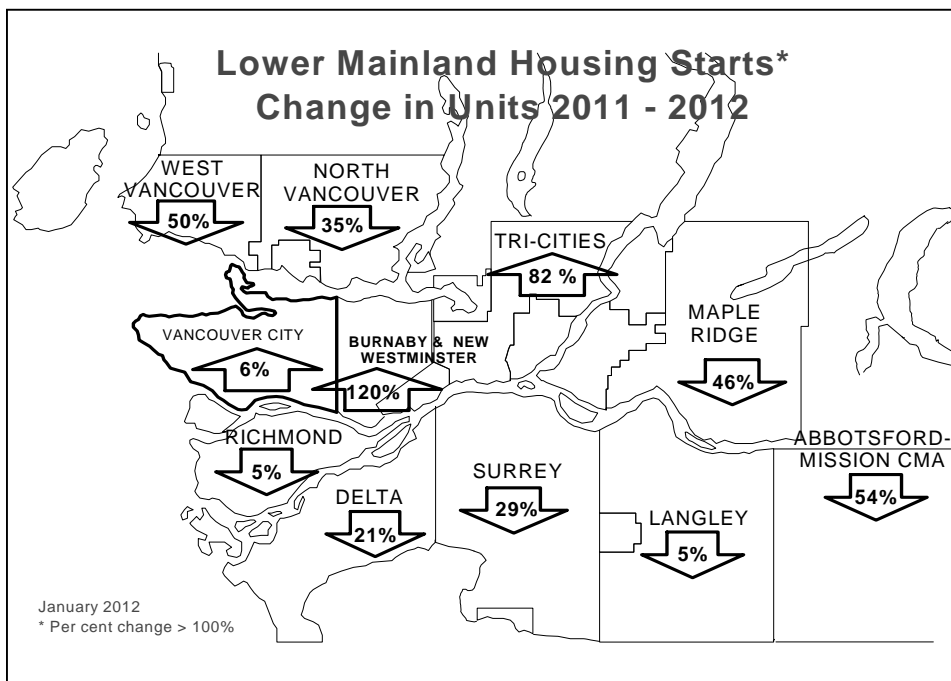 Lower Mainland Housing Starts*
Change in Units 2011 - 2012
WEST
VANCOUVER
50%
NORTH
VANCOUVER
35%
TRI-CITIES
82 %
MAPLE
RIDGE
46%
VANCOUVER CITY
6%
BURNABY & NEW
WESTMINSTER
120%
RICHMOND
5%
DELTA
21%
SURREY
29%
LANGLEY
5%
ABBOTSFORD-
MISSION CMA
54%
January 2012
* Per cent change > 100%